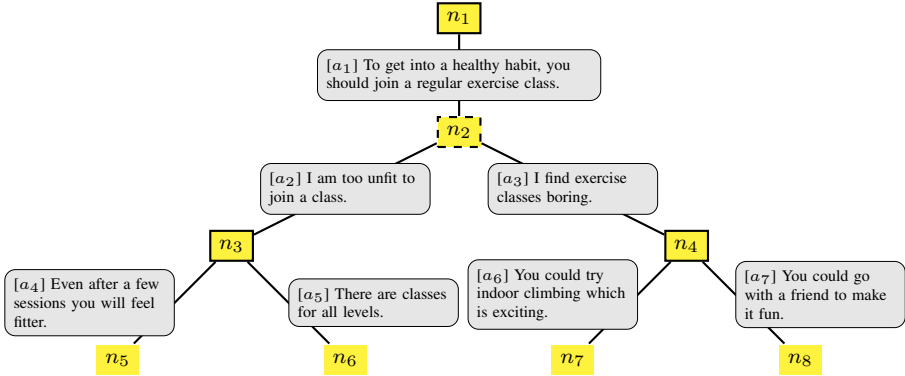 n₁
[a₁] To get into a healthy habit, you
should join a regular exercise class.
n₂
[a₂] I am too unfit to
join a class.
[a₃] I find exercise
classes boring.
n₃
n₄
[a₄] Even after a few
sessions you will feel
fitter.
[a₅] There are classes
for all levels.
[a₆] You could try
indoor climbing which
is exciting.
[a₇] You could go
with a friend to make
it fun.
n₅
n₆
n₇
n₈